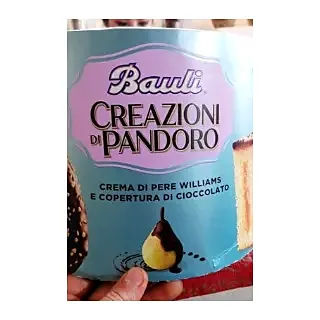 Bauli
CREAZIONI
DI PANDORO
CREMA DI PERE WILLIAMS
E COPERTURA DI CIOCCOLATO